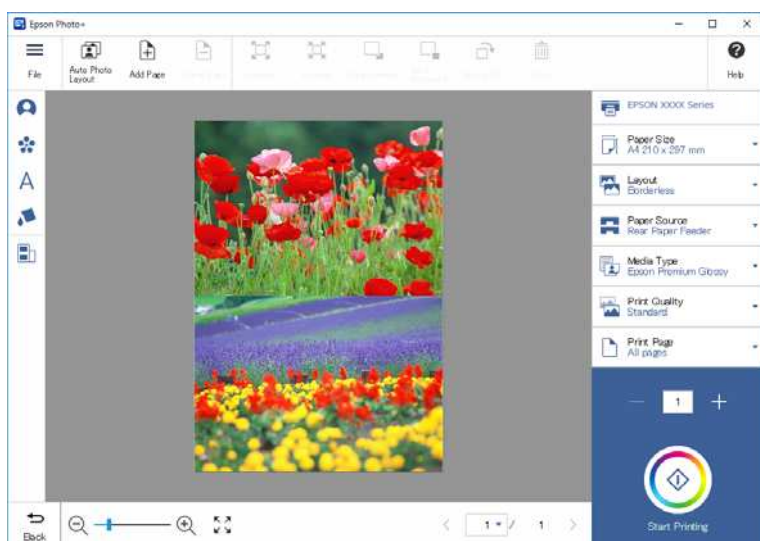 Epson Photo+
File
Auto Photo
Layout
Add Page
Help
EPSON XXXX Series
Paper Size
A4 210 x 297 mm
Layout
Borderless
Paper Source
Rear Paper Feeder
Media Type
Epson Premium Glossy
Print Quality
Standard
Print Page
All pages
1
Start Printing
Back
1 / 1